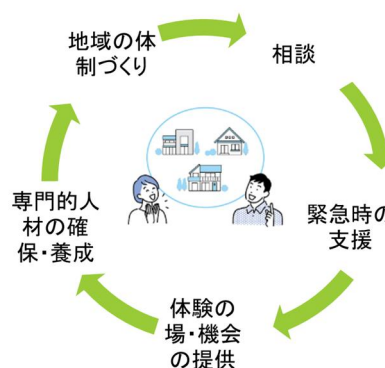 地域の体
制づくり
相談
緊急時の
支援
体験の
場・機会
の提供
専門的人
材の確
保・養成